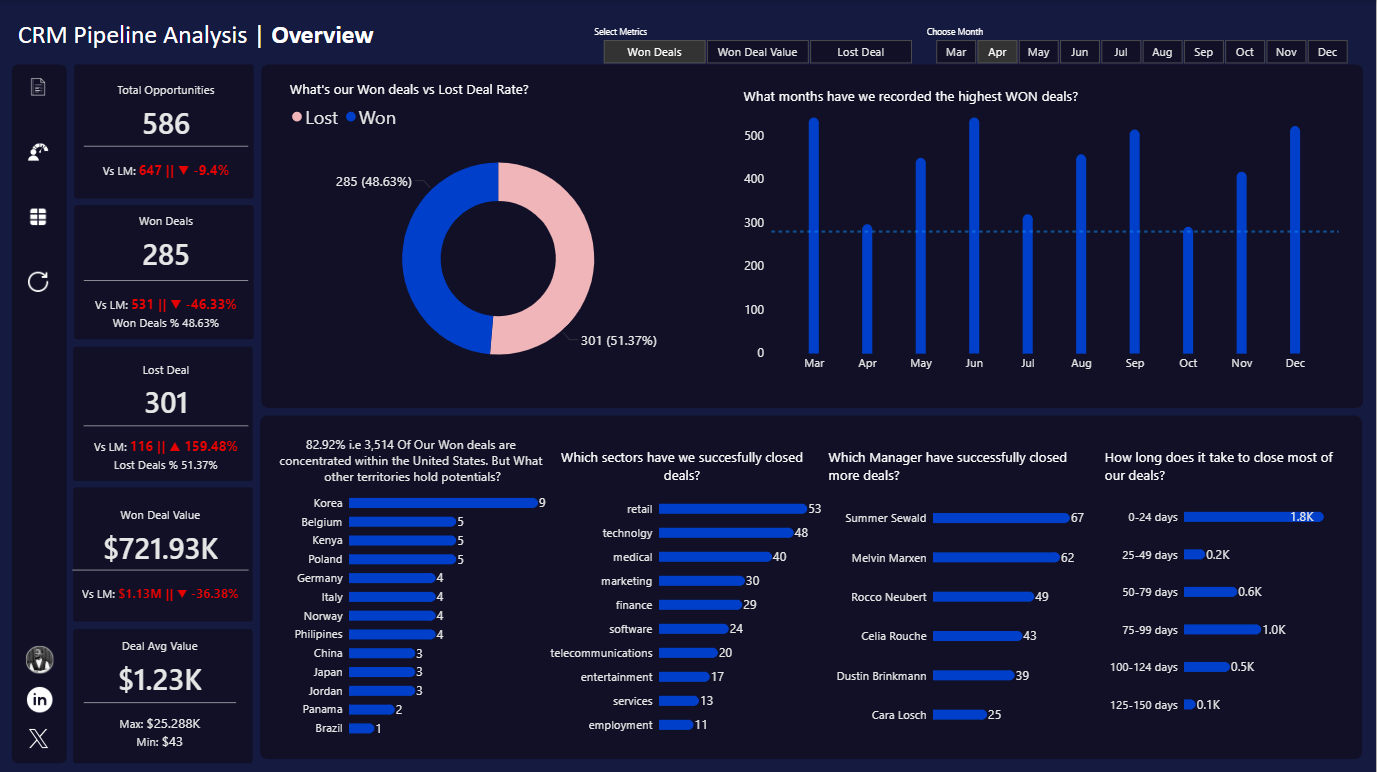 CRM Pipeline Analysis | Overview
Select Metrics
Won Deals
Won Deal Value
Lost Deal
Choose Month
Mar
Apr
May
Jun
Jul
Aug
Sep
Oct
Nov
Dec
Total Opportunities
586
Vs LM: 647 || ▼ -9.4%
Won Deals
285
Vs LM: 531 || ▼ -46.33%
Won Deals % 48.63%
Lost Deal
301
Vs LM: 116 || ▲ 159.48%
Lost Deals % 51.37%
Won Deal Value
$721.93K
Vs LM: $1.13M || ▼ -36.38%
Deal Avg Value
$1.23K
Max: $25.288K
Min: $43
in
What's our Won deals vs Lost Deal Rate?
Lost
Won
285 (48.63%)
301 (51.37%)
What months have we recorded the highest WON deals?
500
400
300
200
100
0
Mar
Apr
May
Jun
Jul
Aug
Sep
Oct
Nov
Dec
82.92% i.e 3,514 Of Our Won deals are
concentrated within the United States. But What
other territories hold potentials?
Korea 9
Belgium 5
Kenya 5
Poland 5
Germany 4
Italy 4
Norway 4
Philipines 4
China 3
Japan 3
Jordan 3
Panama 2
Brazil 1
Which sectors have we succesfully closed
deals?
retail 53
technolgy 48
medical 40
marketing 30
finance 29
software 24
telecommunications 20
entertainment 17
services 13
employment 11
Which Manager have successfully closed
more deals?
Summer Sewald 67
Melvin Marxen 62
Rocco Neubert 49
Celia Rouche 43
Dustin Brinkmann 39
Cara Losch 25
How long does it take to close most of
our deals?
0-24 days 1.8K
25-49 days 0.2K
50-79 days 0.6K
75-99 days 1.0K
100-124 days 0.5K
125-150 days 0.1K